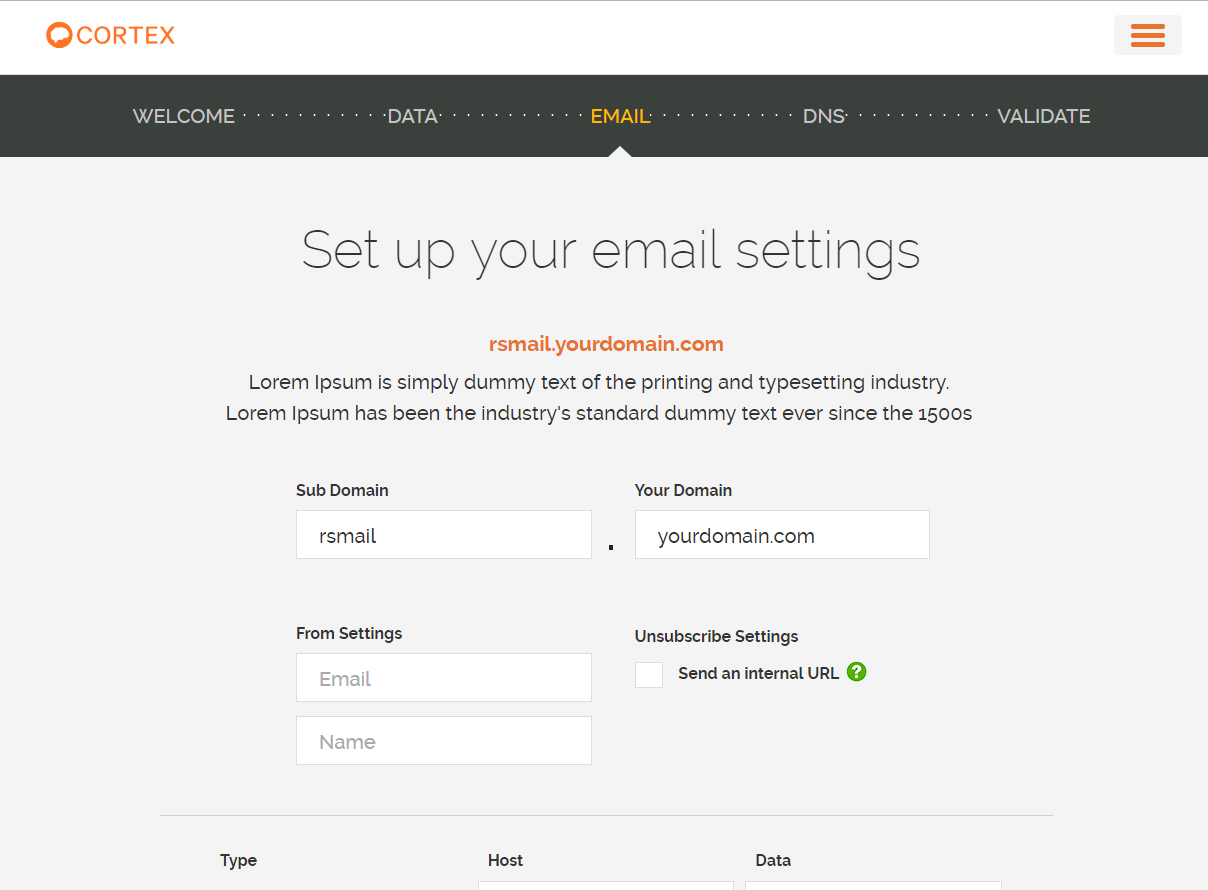 CORTEX
WELCOME DATA EMAIL DNS VALIDATE
Set up your email settings
rsmail.yourdomain.com
Lorem Ipsum is simply dummy text of the printing and typesetting industry.
Lorem Ipsum has been the industry's standard dummy text ever since the 1500s
Sub Domain Your Domain
rsmail . yourdomain.com
From Settings Unsubscribe Settings
Email Send an internal URL ?
Name
Type Host Data